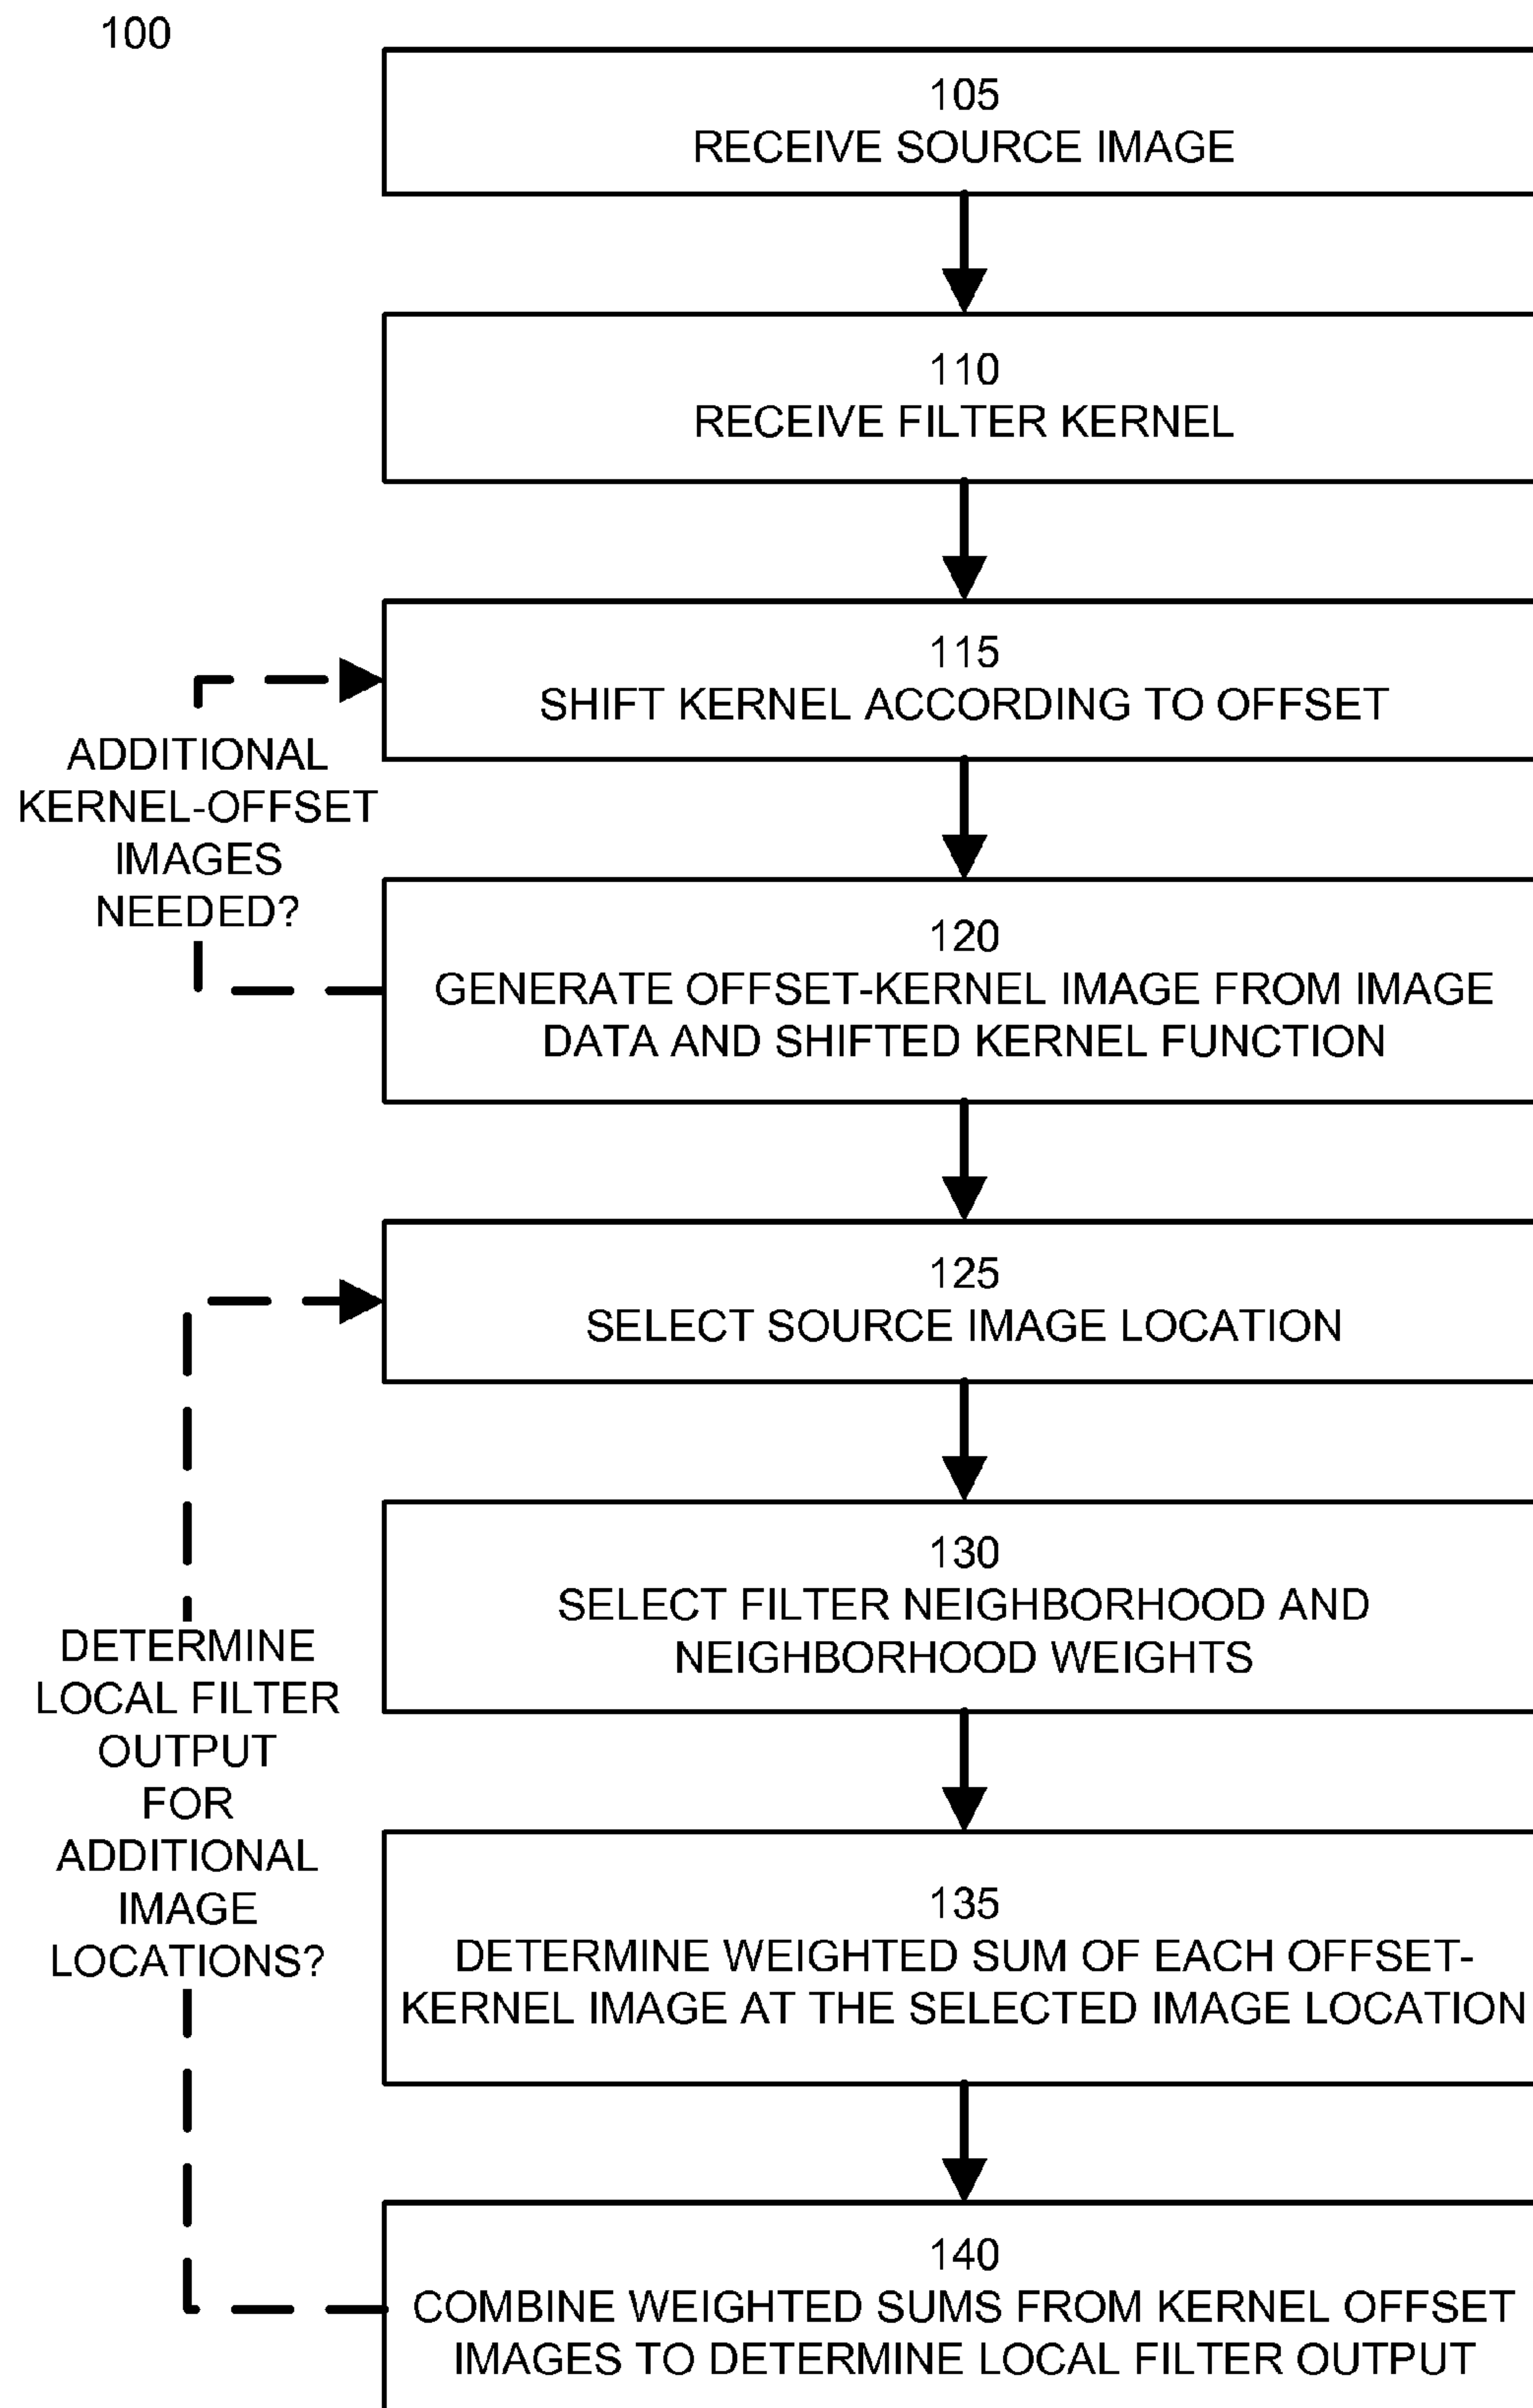 100
105
RECEIVE SOURCE IMAGE
110
RECEIVE FILTER KERNEL
115
SHIFT KERNEL ACCORDING TO OFFSET
ADDITIONAL
KERNEL-OFFSET
IMAGES
NEEDED?
120
GENERATE OFFSET-KERNEL IMAGE FROM IMAGE
DATA AND SHIFTED KERNEL FUNCTION
125
SELECT SOURCE IMAGE LOCATION
130
SELECT FILTER NEIGHBORHOOD AND
NEIGHBORHOOD WEIGHTS
DETERMINE
LOCAL FILTER
OUTPUT
FOR
ADDITIONAL
IMAGE
LOCATIONS?
135
DETERMINE WEIGHTED SUM OF EACH OFFSET-
KERNEL IMAGE AT THE SELECTED IMAGE LOCATION
140
COMBINE WEIGHTED SUMS FROM KERNEL OFFSET
IMAGES TO DETERMINE LOCAL FILTER OUTPUT